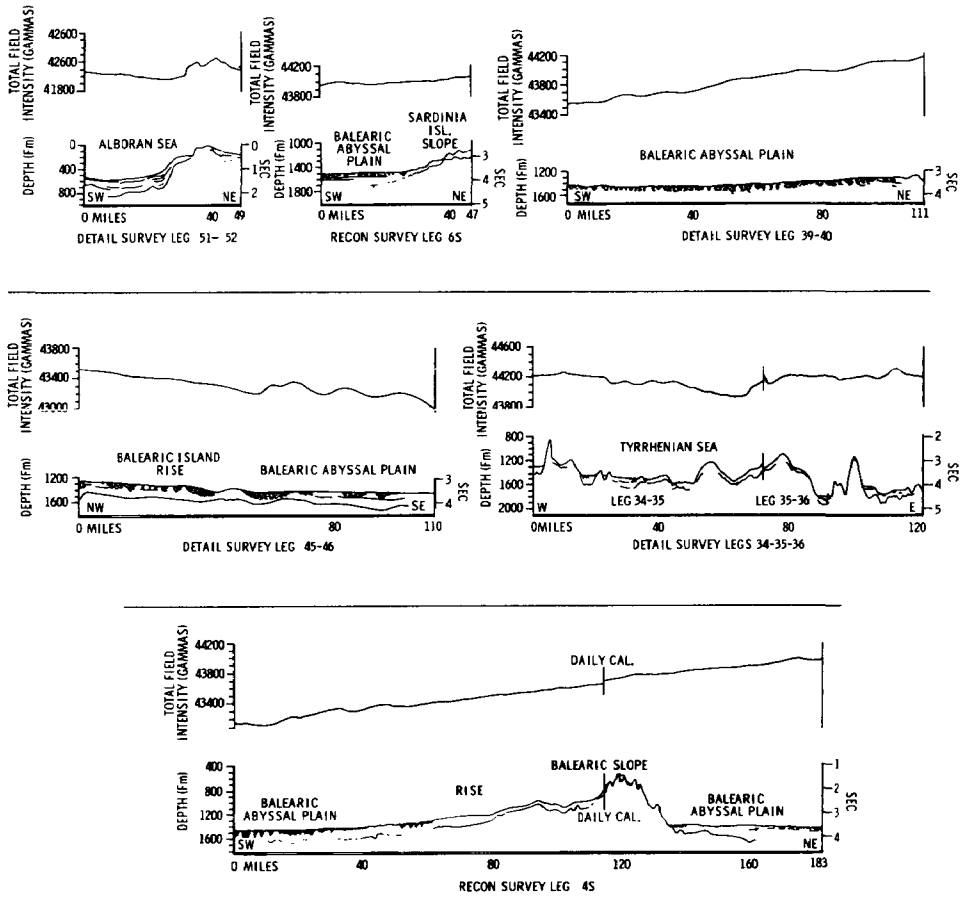 TOTAL FIELD
INTENSITY (GAMMAS)
42600
42600
41800
DEPTH (Fm)
0
400
800
ALBORAN SEA
0
1
2
SEC
SW
NE
0 MILES
40
49
DETAIL SURVEY LEG 51-52
TOTAL FIELD
INTENSITY (GAMMAS)
44200
43800
DEPTH (Fm)
1000
1400
1800
BALEARIC
ABYSSAL
PLAIN
SARDINIA
ISL.
SLOPE
3
4
5
SEC
SW
NE
0 MILES
40
47
RECON SURVEY LEG 6S
TOTAL FIELD
INTENSITY (GAMMAS)
44200
43800
43400
DEPTH (Fm)
1200
1600
BALEARIC ABYSSAL PLAIN
3
4
SEC
SW
NE
0 MILES
40
80
111
DETAIL SURVEY LEG 39-40
TOTAL FIELD
INTENSITY (GAMMAS)
43800
43400
43000
DEPTH (Fm)
1200
1600
BALEARIC ISLAND
RISE
BALEARIC ABYSSAL PLAIN
3
4
SEC
NW
SE
0 MILES
80
110
DETAIL SURVEY LEG 45-46
TOTAL FIELD
INTENSITY (GAMMAS)
44600
44200
43800
DEPTH (Fm)
800
1200
1600
2000
TYRRHENIAN SEA
2
3
4
5
SEC
W
LEG 34-35
LEG 35-36
E
0MILES
40
80
120
DETAIL SURVEY LEGS 34-35-36
TOTAL FIELD
INTENSITY (GAMMAS)
44200
43800
43400
DAILY CAL.
DEPTH (Fm)
400
800
1200
1600
BALEARIC
ABYSSAL PLAIN
RISE
BALEARIC SLOPE
DAILY CAL.
BALEARIC
ABYSSAL PLAIN
1
2
3
4
SEC
SW
NE
0 MILES
40
80
120
160
183
RECON SURVEY LEG 4S